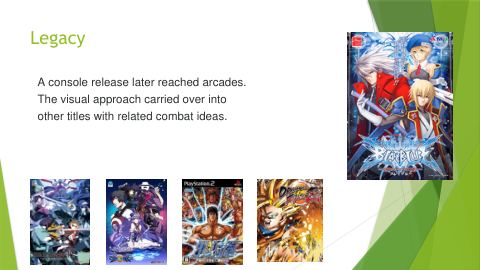 Legacy
A console release later reached arcades.
The visual approach carried over into
other titles with related combat ideas.
PlayStation 2